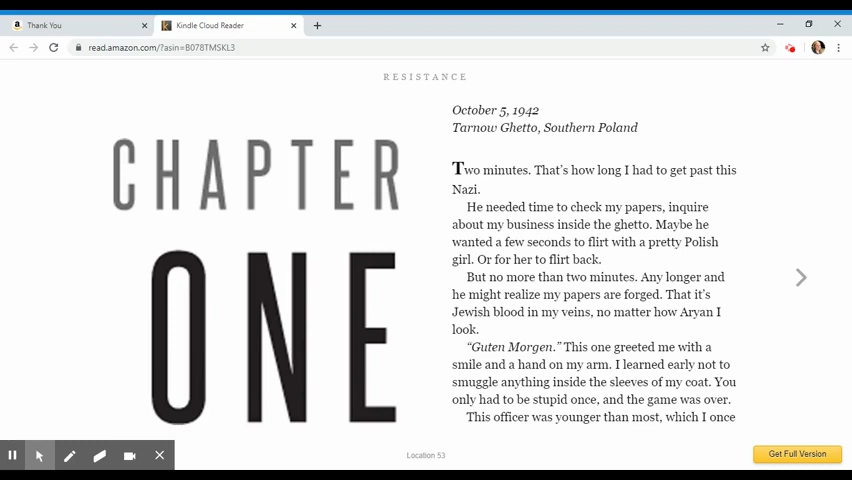 Thank You
Kindle Cloud Reader
read.amazon.com/?asin=B078TMSKL3
RESISTANCE
CHAPTER
ONE
October 5, 1942
Tarnow Ghetto, Southern Poland
Two minutes. That's how long I had to get past this
Nazi.
He needed time to check my papers, inquire
about my business inside the ghetto. Maybe he
wanted a few seconds to flirt with a pretty Polish
girl. Or for her to flirt back.
But no more than two minutes. Any longer and
he might realize my papers are forged. That it's
Jewish blood in my veins, no matter how Aryan I
look.
“Guten Morgen.” This one greeted me with a
smile and a hand on my arm. I learned early not to
smuggle anything inside the sleeves of my coat. You
only had to be stupid once, and the game was over.
This officer was younger than most, which I once
Location 53
Get Full Version